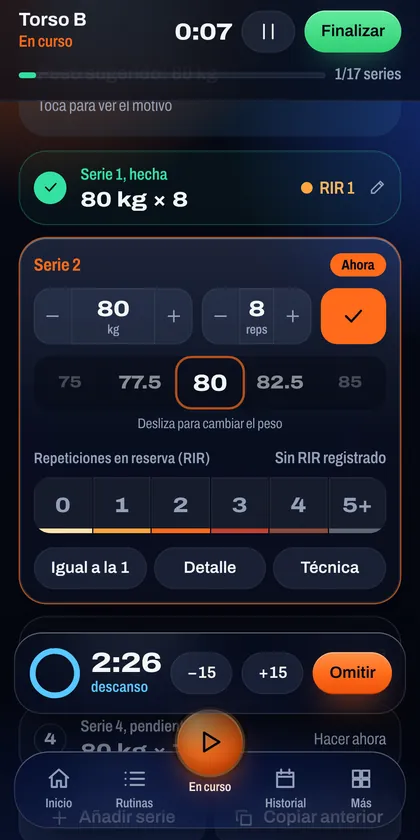 Torso B
En curso
0:07
Finalizar
1/17 series
Toca para ver el motivo
Serie 1, hecha
80 kg × 8
RIR 1
Serie 2
Ahora
− 80 kg +
− 8 reps +
75 77.5 80 82.5 85
Desliza para cambiar el peso
Repeticiones en reserva (RIR)
Sin RIR registrado
0 1 2 3 4 5+
Igual a la 1
Detalle
Técnica
2:26
descanso
−15
+15
Omitir
4
Serie 4,
80 kg ×
Hacer ahora
Inicio
Rutinas
En curso
Historial
Más
+ Añadir serie
Copiar anterior